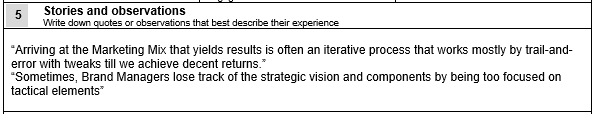 5
Stories and observations
Write down quotes or observations that best describe their experience
“Arriving at the Marketing Mix that yields results is often an iterative process that works mostly by trail-and-
error with tweaks till we achieve decent returns.”
“Sometimes, Brand Managers lose track of the strategic vision and components by being too focused on
tactical elements”